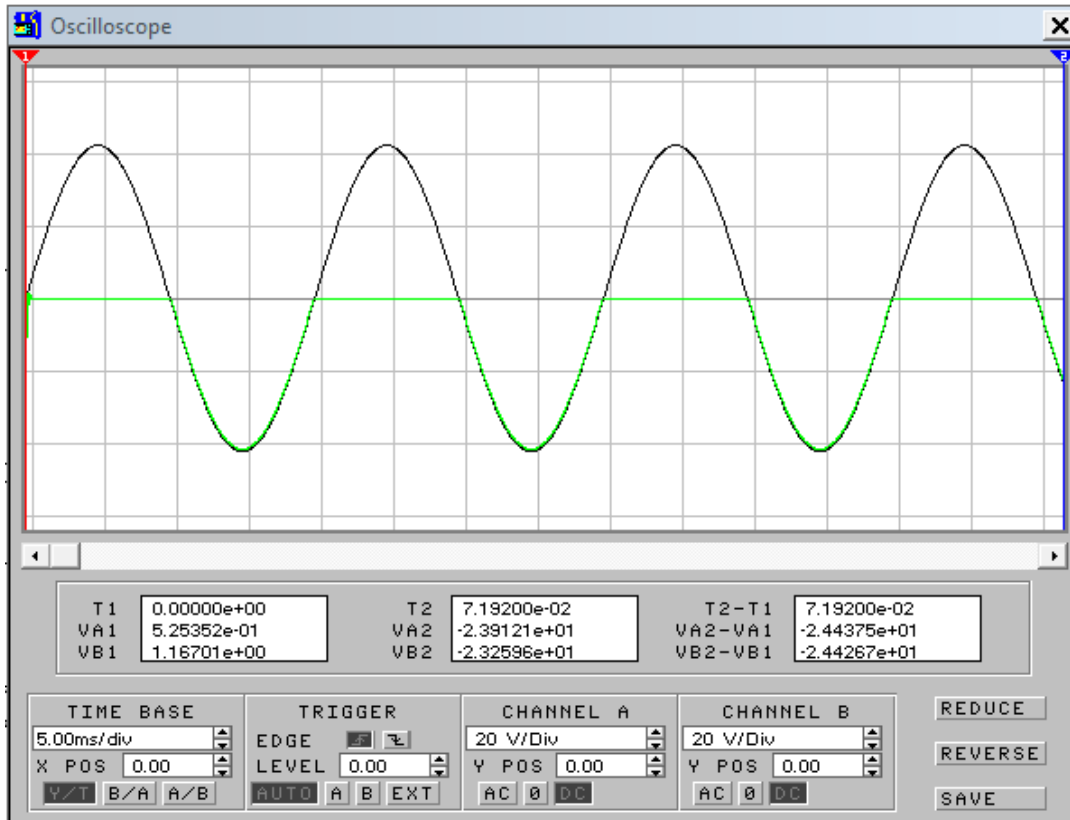 Oscilloscope
1 2
T1 0.00000e+00 T2 7.19200e-02 T2-T1 7.19200e-02
VA1 5.25352e-01 VA2 -2.39121e+01 VA2-VA1 -2.44375e+01
VB1 1.16701e+00 VB2 -2.32596e+01 VB2-VB1 -2.44267e+01
TIME BASE TRIGGER CHANNEL A CHANNEL B REDUCE
5.00ms/div EDGE 20 V/Div 20 V/Div
X POS 0.00 LEVEL 0.00 Y POS 0.00 Y POS 0.00 REVERSE
Y/T B/A A/B AUTO A B EXT AC 0 DC AC 0 DC SAVE